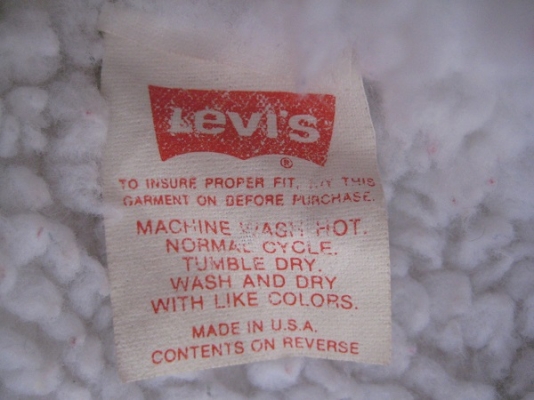 Levi's
®
TO INSURE PROPER FIT, TRY THIS
GARMENT ON BEFORE PURCHASE.
MACHINE WASH HOT.
NORMAL CYCLE.
TUMBLE DRY.
WASH AND DRY
WITH LIKE COLORS.
MADE IN U.S.A.
CONTENTS ON REVERSE